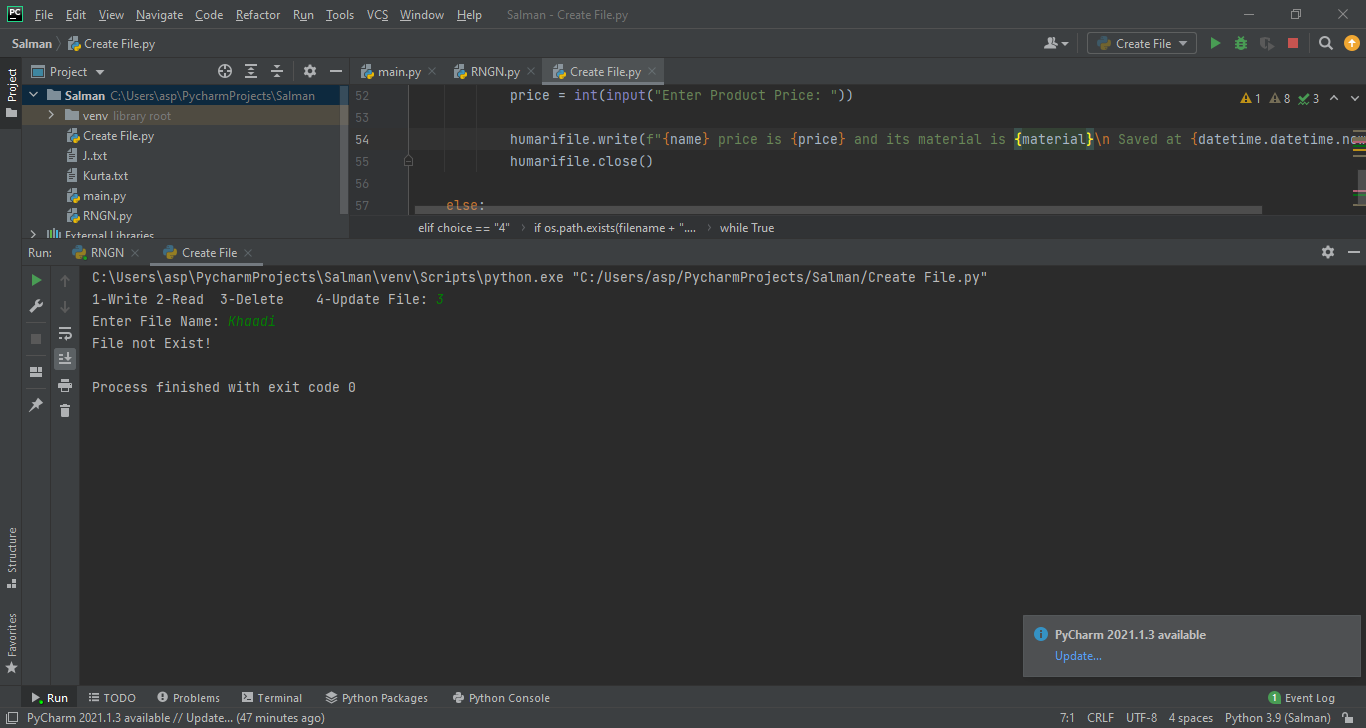 PC File Edit View Navigate Code Refactor Run Tools VCS Window Help Salman - Create File.py
Salman Create File.py Create File
Project
Project
main.py RNGN.py Create File.py
Salman C:\Users\asp\PycharmProjects\Salman
venv library root
Create File.py
J..txt
Kurta.txt
main.py
RNGN.py
External Libraries
52 price = int(input("Enter Product Price: "))
53
54 humarifile.write(f"{name} price is {price} and its material is {material}\n Saved at {datetime.datetime.now
55 humarifile.close()
56
57 else:
1 8 3
elif choice == "4" if os.path.exists(filename + ".... while True
Run: RNGN Create File
C:\Users\asp\PycharmProjects\Salman\venv\Scripts\python.exe "C:/Users/asp/PycharmProjects/Salman/Create File.py"
1-Write 2-Read 3-Delete 4-Update File: 3
Enter File Name: Khaadi
File not Exist!
Process finished with exit code 0
Structure
Favorites
PyCharm 2021.1.3 available
Update...
Run TODO Problems Terminal Python Packages Python Console 1 Event Log
PyCharm 2021.1.3 available // Update... (47 minutes ago) 7:1 CRLF UTF-8 4 spaces Python 3.9 (Salman)